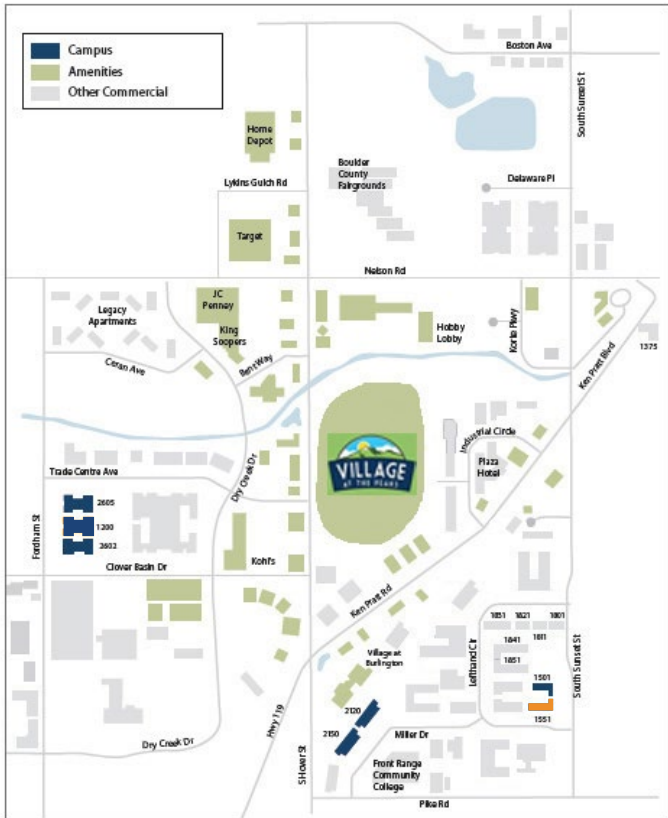 Campus
Amenities
Other Commercial
Boston Ave
South Sunset St
Home
Depot
Boulder
County
Fairgrounds
Lykins Gulch Rd
Delaware Pl
Target
Nelson Rd
JC
Penney
Legacy
Apartments
King
Soopers
Hobby
Lobby
Korte Pkwy
Ken Pratt Blvd
1375
Ceran Ave
Bent Way
Industrial Circle
VILLAGE
AT THE PEAKS
Plaza
Hotel
Trade Centre Ave
Dry Creek Dr
Fordham St
2605
1200
2602
Kohl's
Clover Basin Dr
Ken Pratt Rd
1851
1821
1801
1811
1841
1851
Lefthand Cir
South Sunset St
Village at
Burlington
1501
1551
2120
2150
Miller Dr
Hwy 119
S Hover St
Dry Creek Dr
Front Range
Community
College
Pike Rd